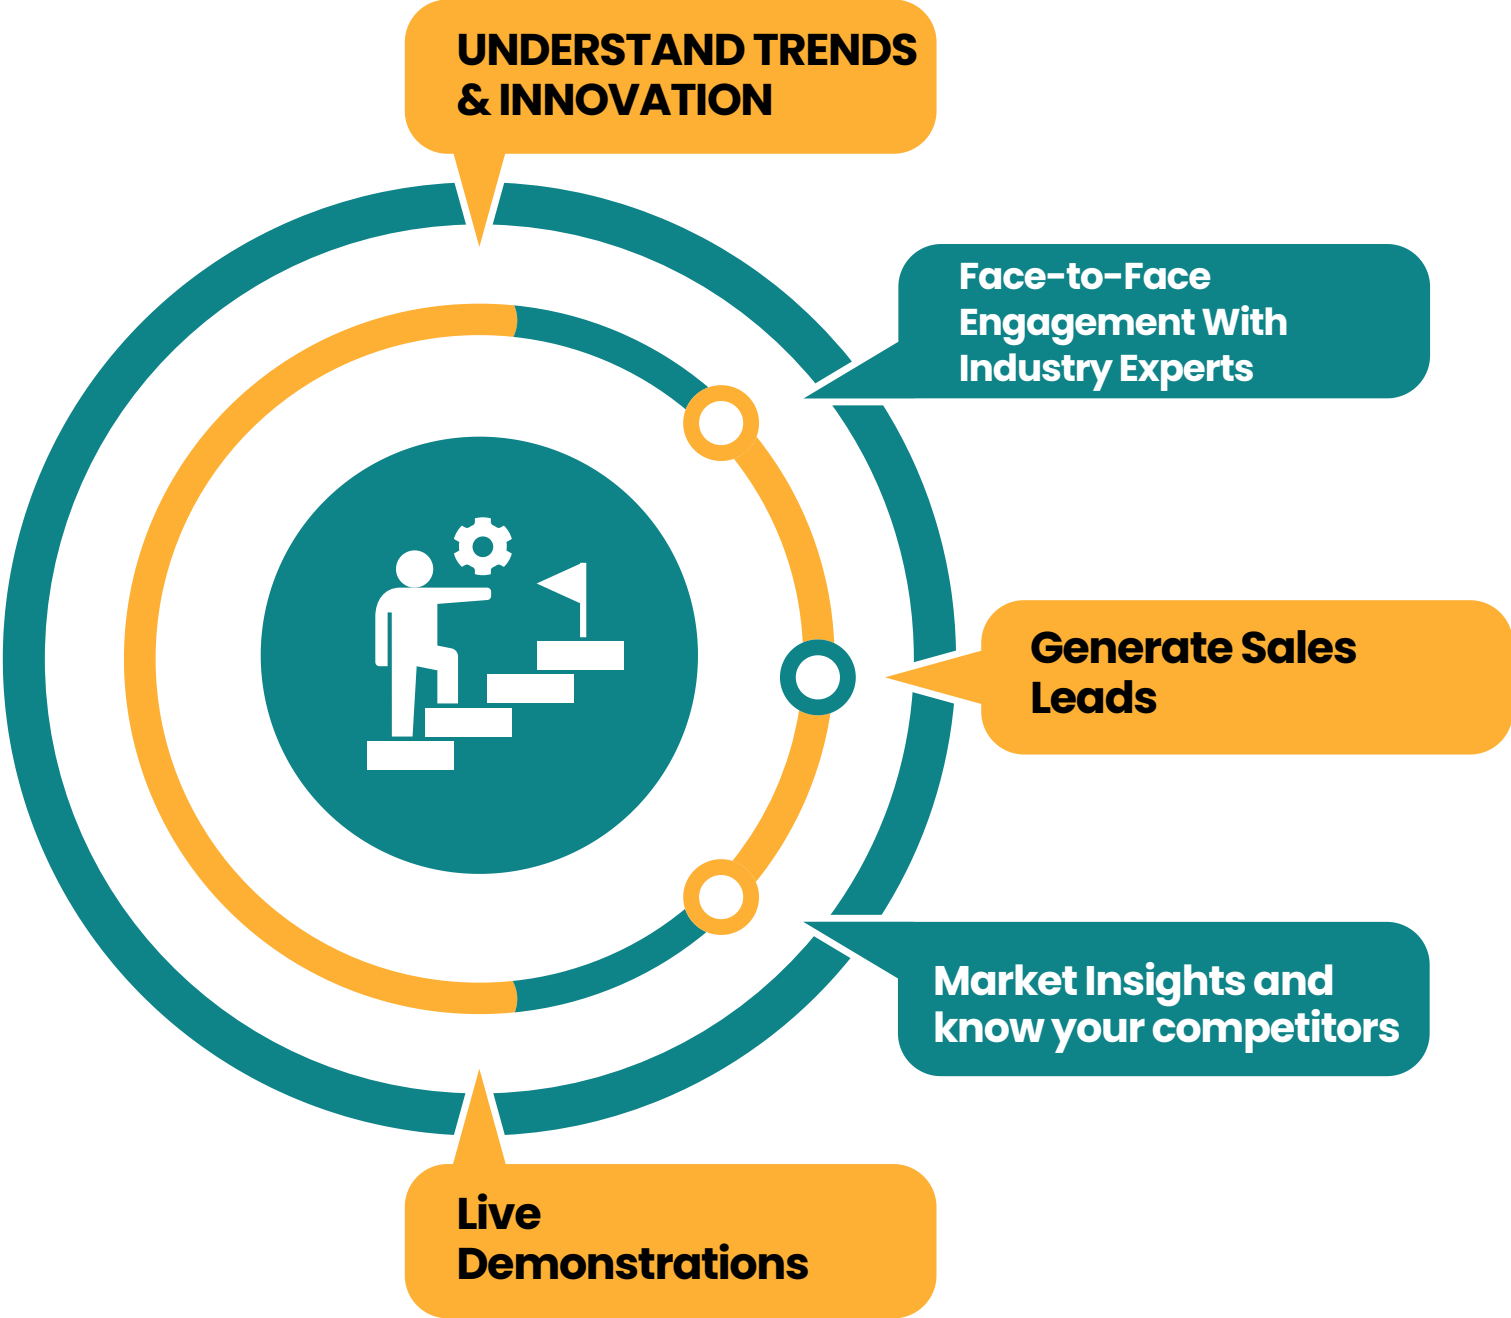 UNDERSTAND TRENDS
& INNOVATION
Face-to-Face
Engagement With
Industry Experts
Generate Sales
Leads
Market Insights and
know your competitors
Live
Demonstrations